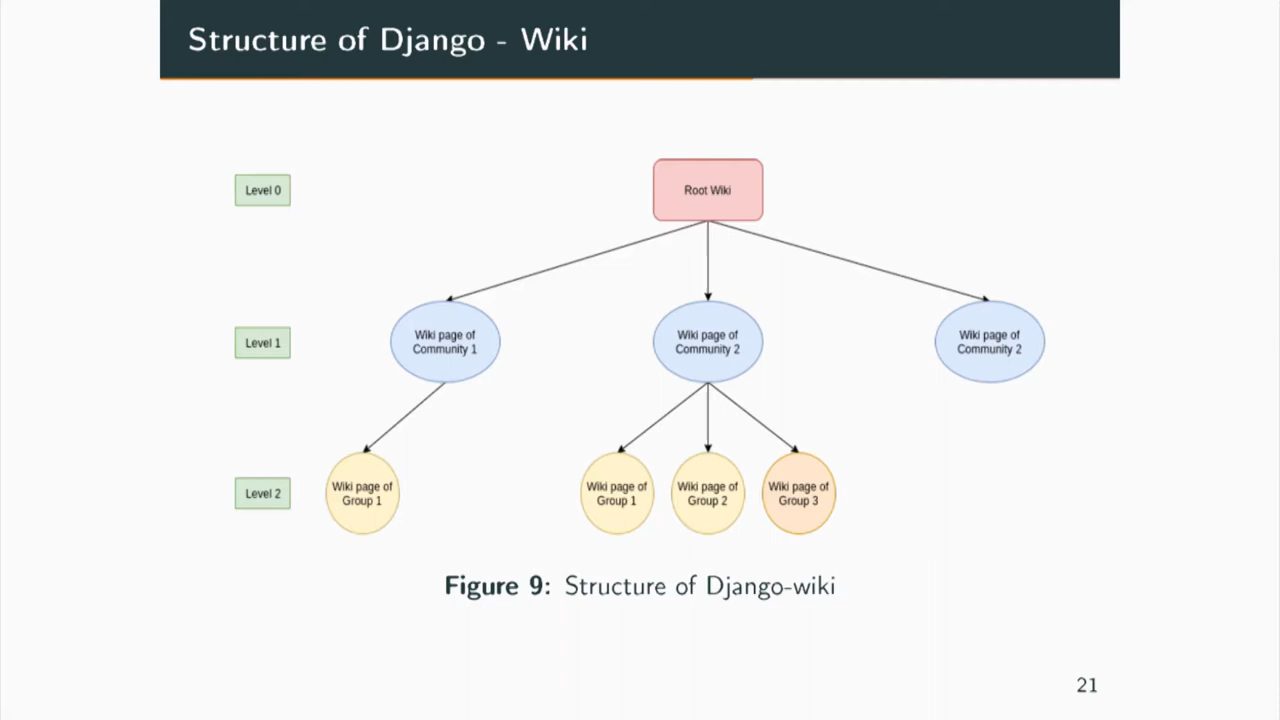 Structure of Django - Wiki
Level 0
Root Wiki
Level 1
Wiki page of
Community 1
Wiki page of
Community 2
Wiki page of
Community 2
Level 2
Wiki page of
Group 1
Wiki page of
Group 1
Wiki page of
Group 2
Wiki page of
Group 3
Figure 9: Structure of Django-wiki
21